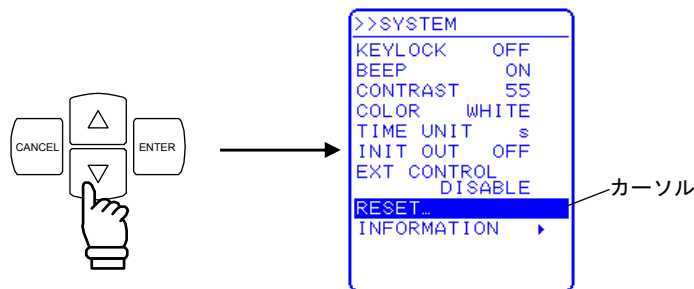 CANCEL
ENTER
>>SYSTEM
KEYLOCK OFF
BEEP ON
CONTRAST 55
COLOR WHITE
TIME UNIT s
INIT OUT OFF
EXT CONTROL
DISABLE
RESET…
INFORMATION
カーソル